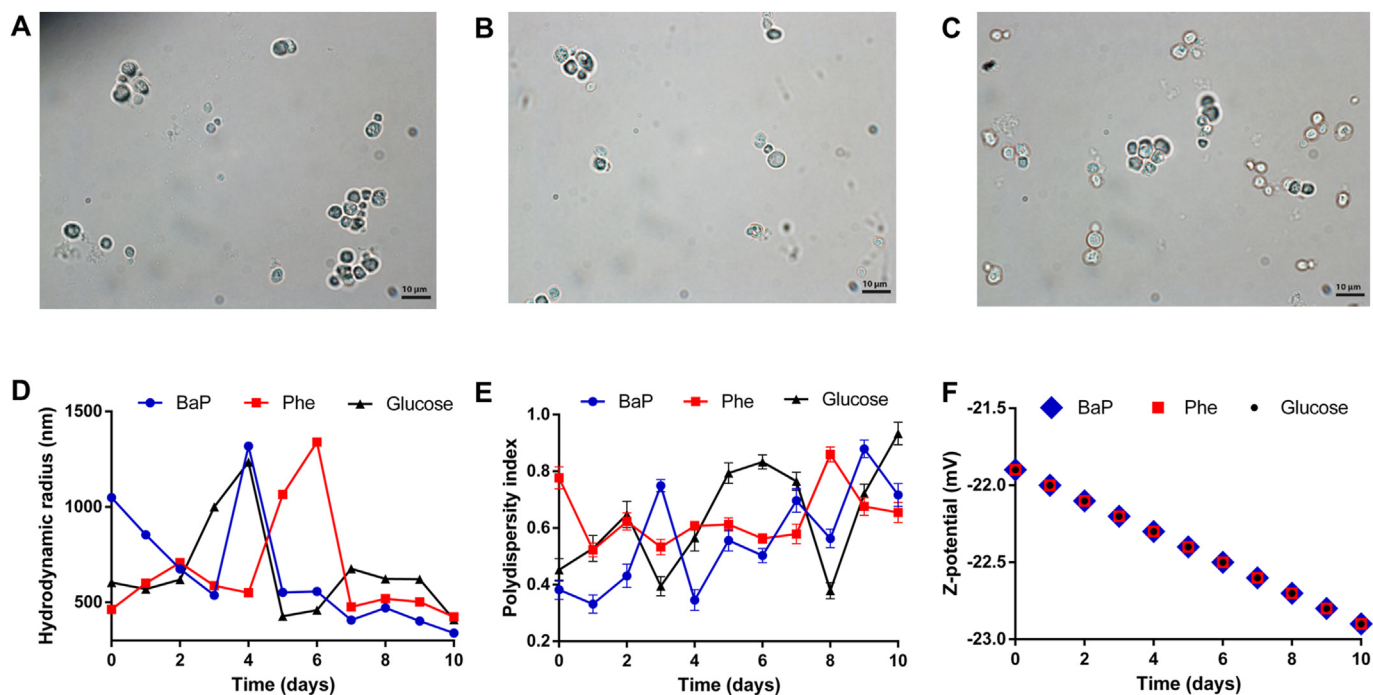 A
B
C
10 µm
10 µm
10 µm
D
BaP
Phe
Glucose
Hydrodynamic radius (nm)
1500
1000
500
0
2
4
6
8
10
Time (days)
E
BaP
Phe
Glucose
Polydispersity index
1.0
0.8
0.6
0.4
0.2
0
2
4
6
8
10
Time (days)
F
BaP
Phe
Glucose
Z-potential (mV)
-21.5
-22.0
-22.5
-23.0
0
2
4
6
8
10
Time (days)